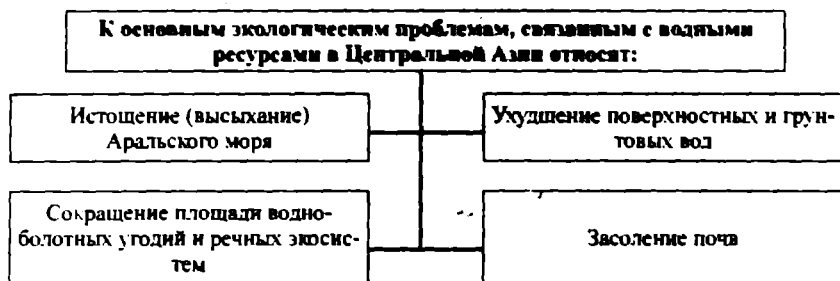 К основным экологическим проблемам, связанным с водными
ресурсами в Центральной Азии относят:
Истощение (высыхание)
Аральского моря
Ухудшение поверхностных и грун-
товых вод
Сокращение площади водно-
болотных угодий и речных экосис-
тем
Засоление почв